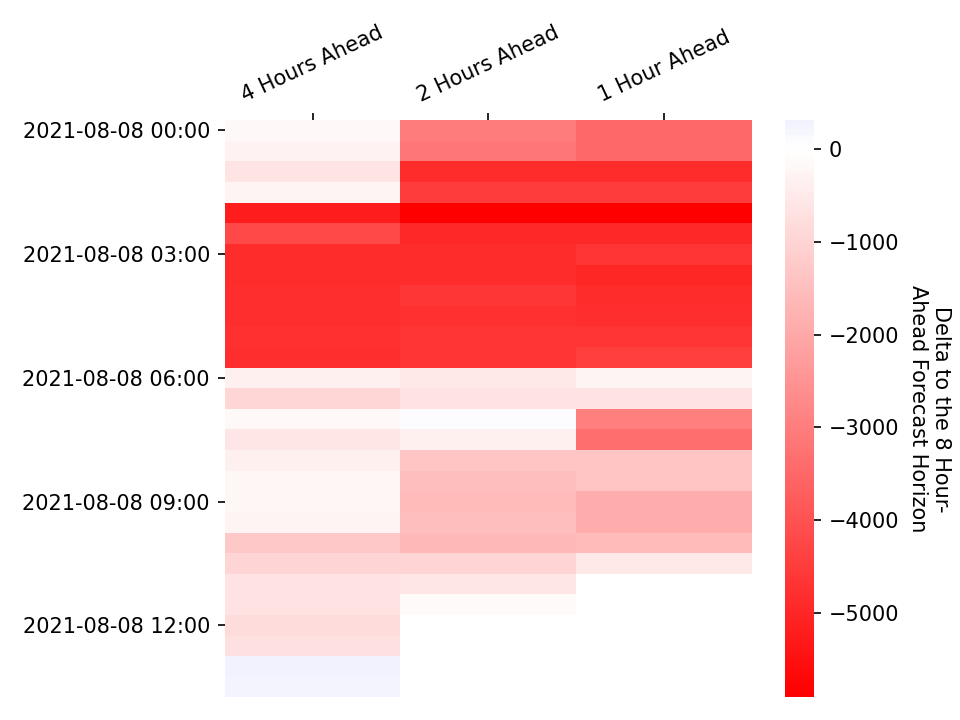 4 Hours Ahead
2 Hours Ahead
1 Hour Ahead
2021-08-08 00:00
2021-08-08 03:00
2021-08-08 06:00
2021-08-08 09:00
2021-08-08 12:00
0
−1000
−2000
−3000
−4000
−5000
Delta to the 8 Hour-
Ahead Forecast Horizon